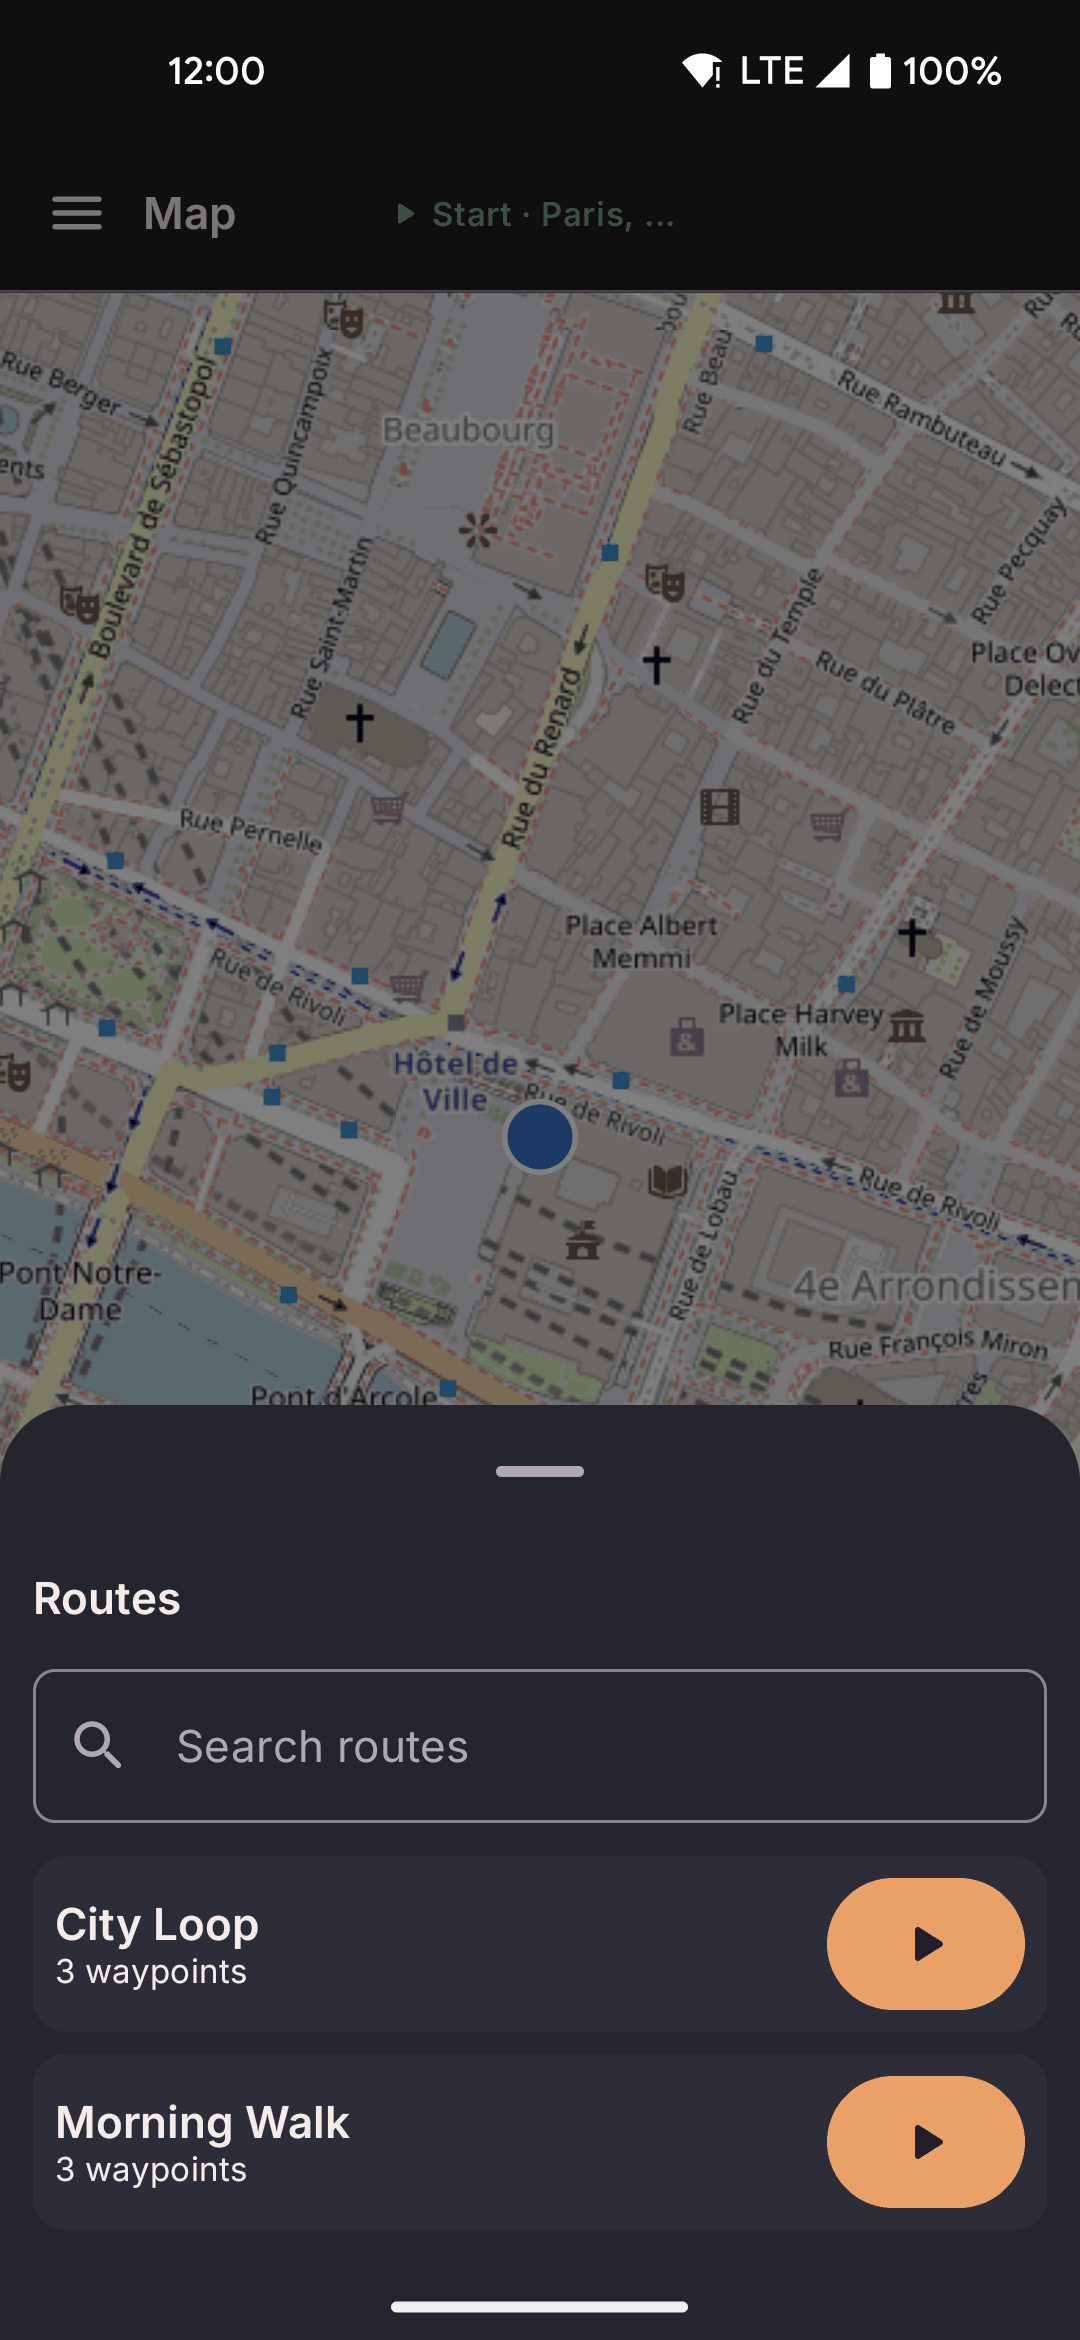 12:00
LTE
100%
Map
Start · Paris, ...
Rue Berger
Boulevard de Sébastopol
Rue Quincampoix
Beaubourg
Rue Beau
Rue Rambuteau
Rue Pecquay
Rue Saint-Martin
Rue du Temple
Rue du Plâtre
Place Ov
Delect
Rue du Renard
Rue Pernelle
Place Albert
Memmi
Rue de Rivoli
Place Harvey
Milk
Rue de Moussy
Hôtel de
Ville
Rue de Rivoli
Rue de Rivoli
Rue de Lobau
4e Arrondissem
Pont Notre-
Dame
Rue François Miron
Pont d'Arcole
Routes
Search routes
City Loop
3 waypoints
Morning Walk
3 waypoints